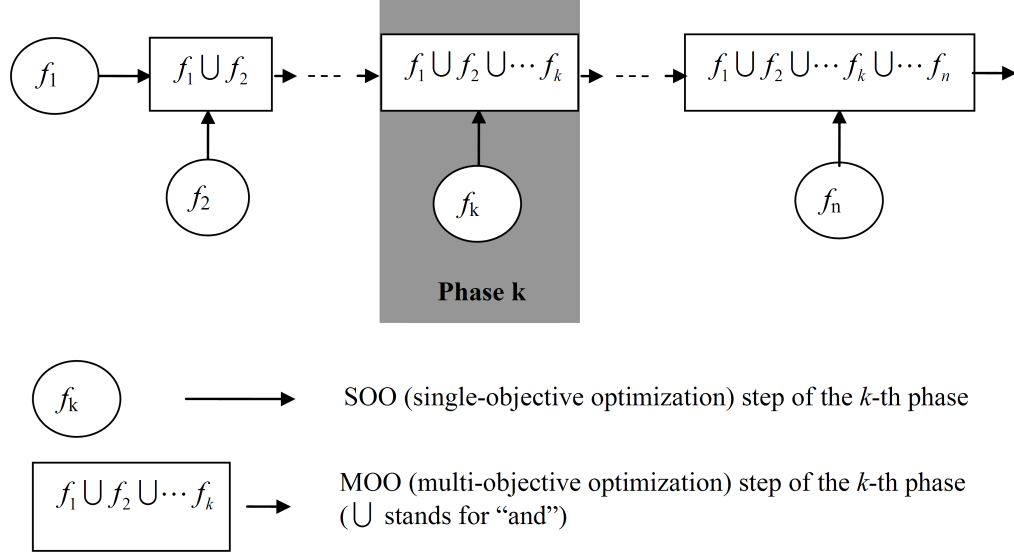 f1
f1 ⋃ f2
f1 ⋃ f2 ⋃ ⋯ fk
f1 ⋃ f2 ⋃ ⋯ fk ⋃ ⋯ fn
f2
fk
fn
Phase k
fk
SOO (single-objective optimization) step of the k-th phase
f1 ⋃ f2 ⋃ ⋯ fk
MOO (multi-objective optimization) step of the k-th phase
(⋃ stands for “and”)